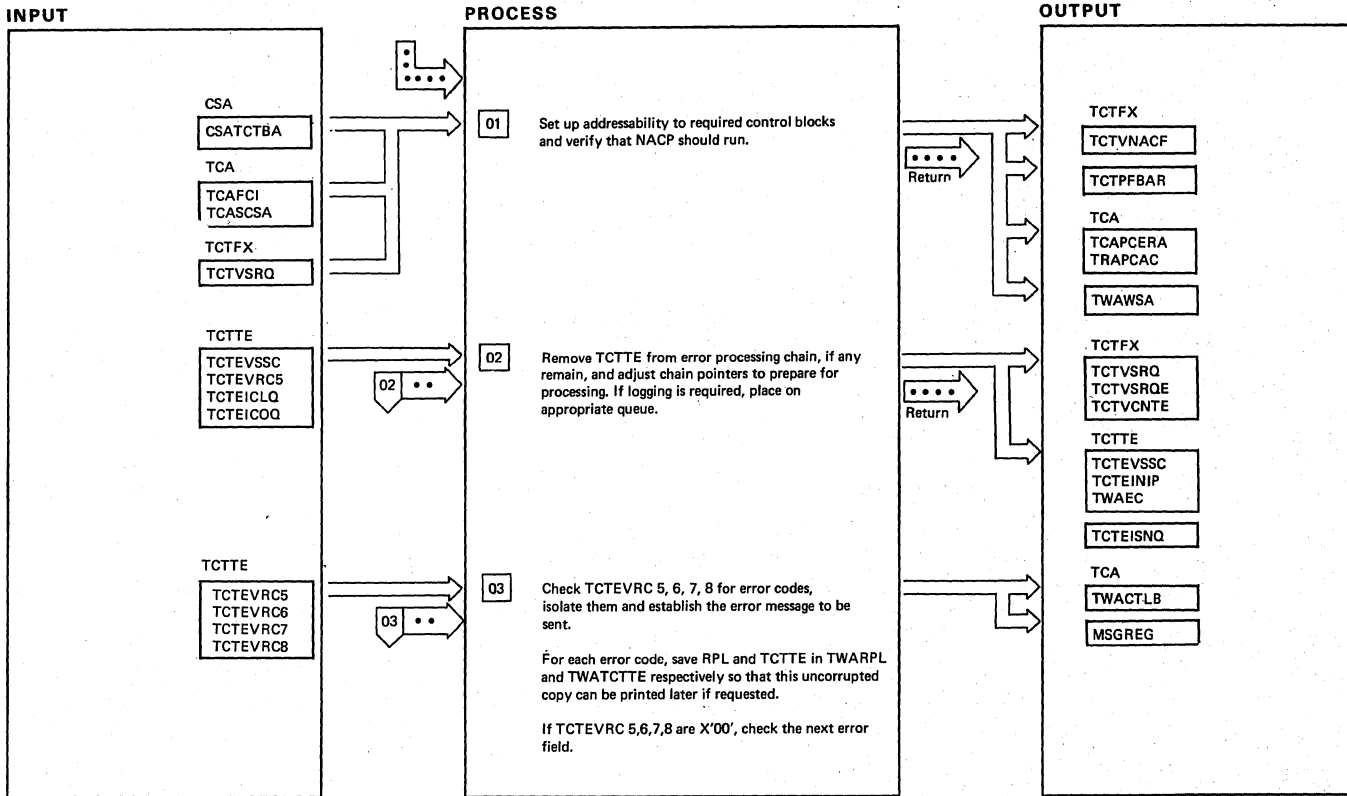 INPUT
PROCESS
OUTPUT
CSA
CSATCTBA
TCA
TCAFCI
TCASCSA
TCTFX
TCTVSRQ
01
Set up addressability to required control blocks
and verify that NACP should run.
Return
TCTFX
TCTVNACF
TCTPFBAR
TCA
TCAPCERA
TRAPCAC
TWAWSA
TCTTE
TCTEVSSC
TCTEVRC5
TCTEICLQ
TCTEICOQ
02
02
Remove TCTTE from error processing chain, if any
remain, and adjust chain pointers to prepare for
processing. If logging is required, place on
appropriate queue.
Return
TCTFX
TCTVSRQ
TCTVSRQE
TCTVCNTE
TCTTE
TCTEVSSC
TCTEINIP
TWAEC
TCTEISNQ
TCTTE
TCTEVRC5
TCTEVRC6
TCTEVRC7
TCTEVRC8
03
03
Check TCTEVRC 5, 6, 7, 8 for error codes,
isolate them and establish the error message to be
sent.
For each error code, save RPL and TCTTE in TWARPL
and TWATCTTE respectively so that this uncorrupted
copy can be printed later if requested.
If TCTEVRC 5,6,7,8 are X'00', check the next error
field.
TCA
TWACTLB
MSGREG